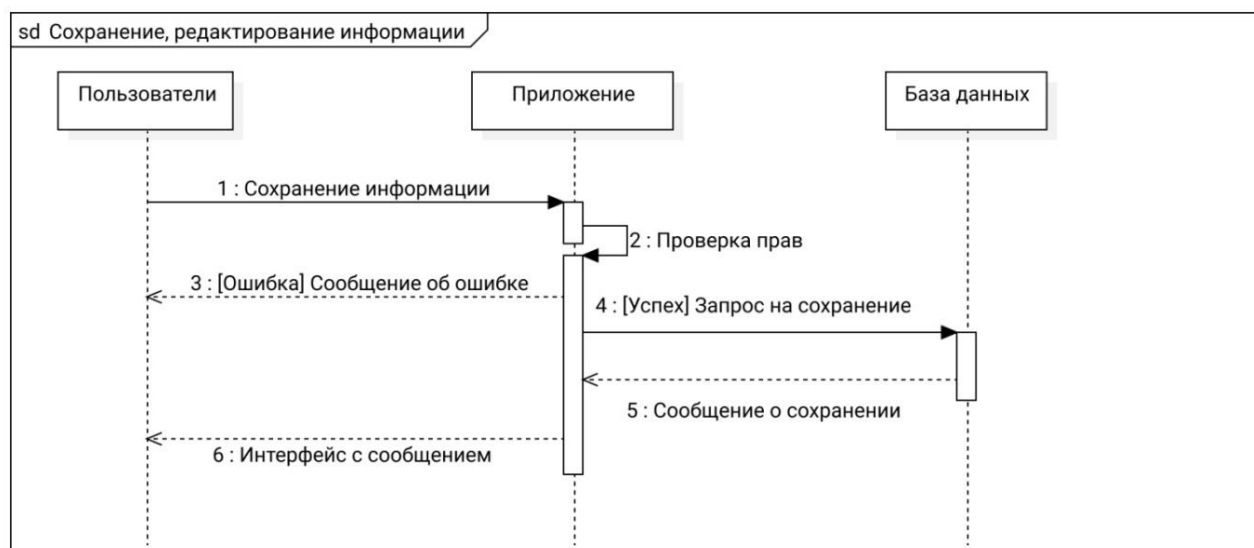 sd Сохранение, редактирование информации
Пользователи
Приложение
База данных
1 : Сохранение информации
2 : Проверка прав
3 : [Ошибка] Сообщение об ошибке
4 : [Успех] Запрос на сохранение
5 : Сообщение о сохранении
6 : Интерфейс с сообщением